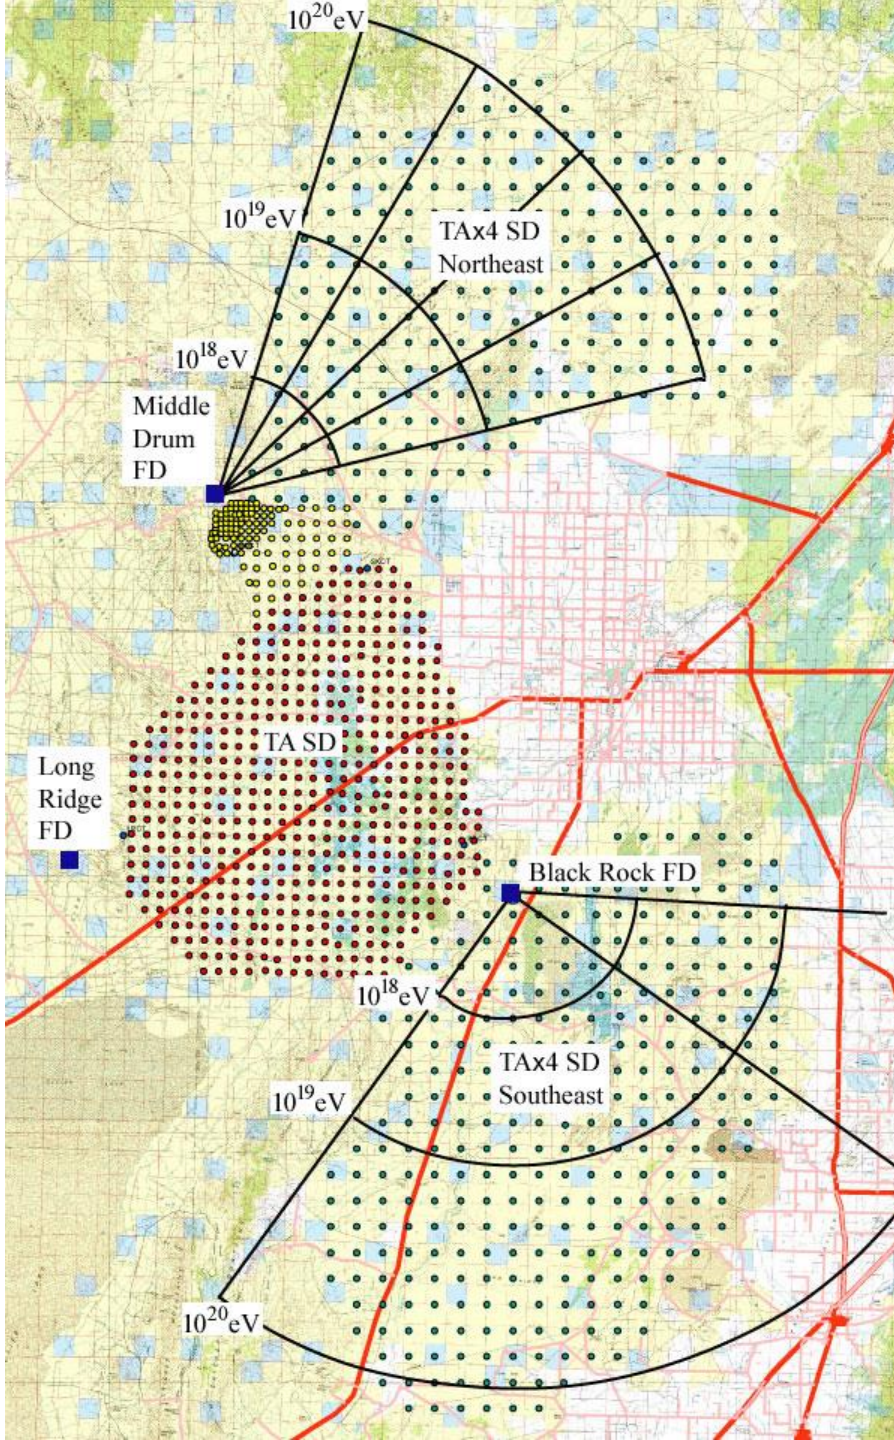 10²⁰eV
TAx4 SD
Northeast
10¹⁹eV
10¹⁸eV
Middle
Drum
FD
TA SD
Long
Ridge
FD
Black Rock FD
10¹⁸eV
TAx4 SD
Southeast
10¹⁹eV
10²⁰eV